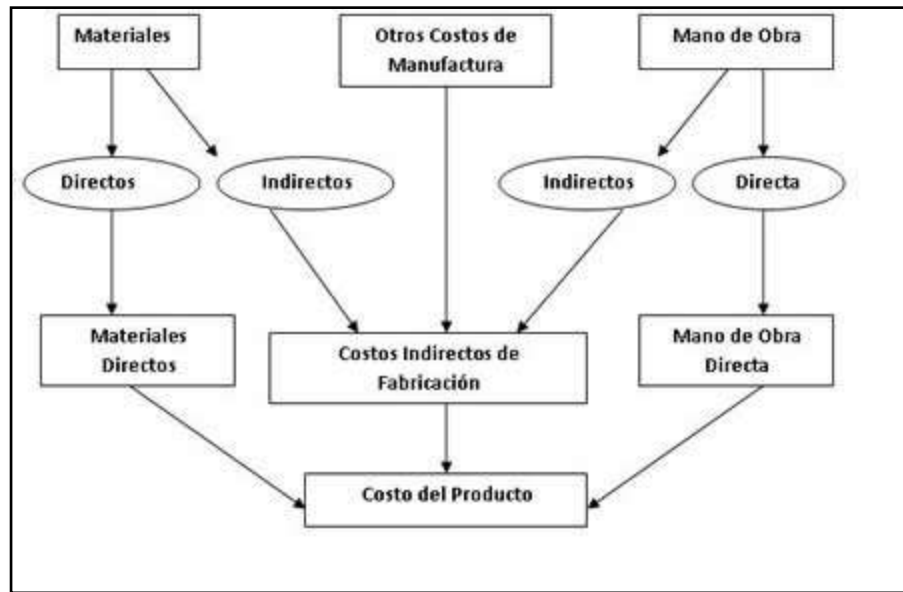 Materiales
Otros Costos de
Manufactura
Mano de Obra
Directos
Indirectos
Indirectos
Directa
Materiales
Directos
Costos Indirectos de
Fabricación
Mano de Obra
Directa
Costo del Producto